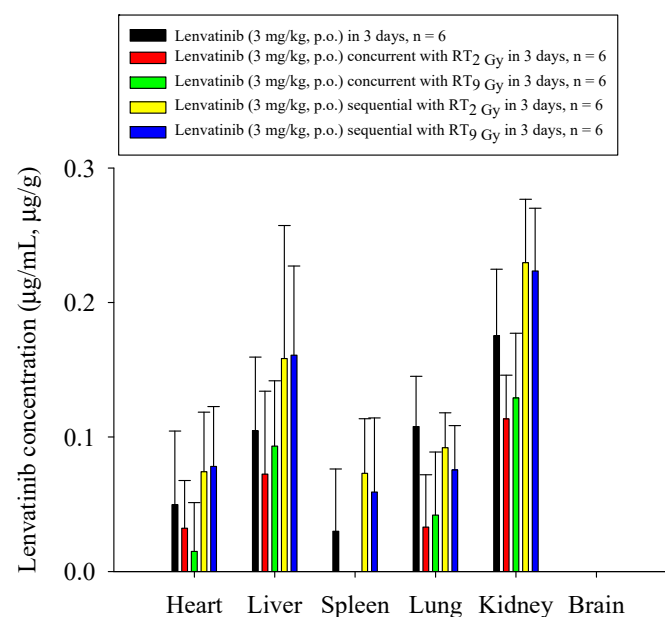 Lenvatinib (3 mg/kg, p.o.) in 3 days, n = 6
Lenvatinib (3 mg/kg, p.o.) concurrent with RT2 Gy in 3 days, n = 6
Lenvatinib (3 mg/kg, p.o.) concurrent with RT9 Gy in 3 days, n = 6
Lenvatinib (3 mg/kg, p.o.) sequential with RT2 Gy in 3 days, n = 6
Lenvatinib (3 mg/kg, p.o.) sequential with RT9 Gy in 3 days, n = 6
Lenvatinib concentration (μg/mL, μg/g)
0.3
0.2
0.1
0.0
Heart Liver Spleen Lung Kidney Brain